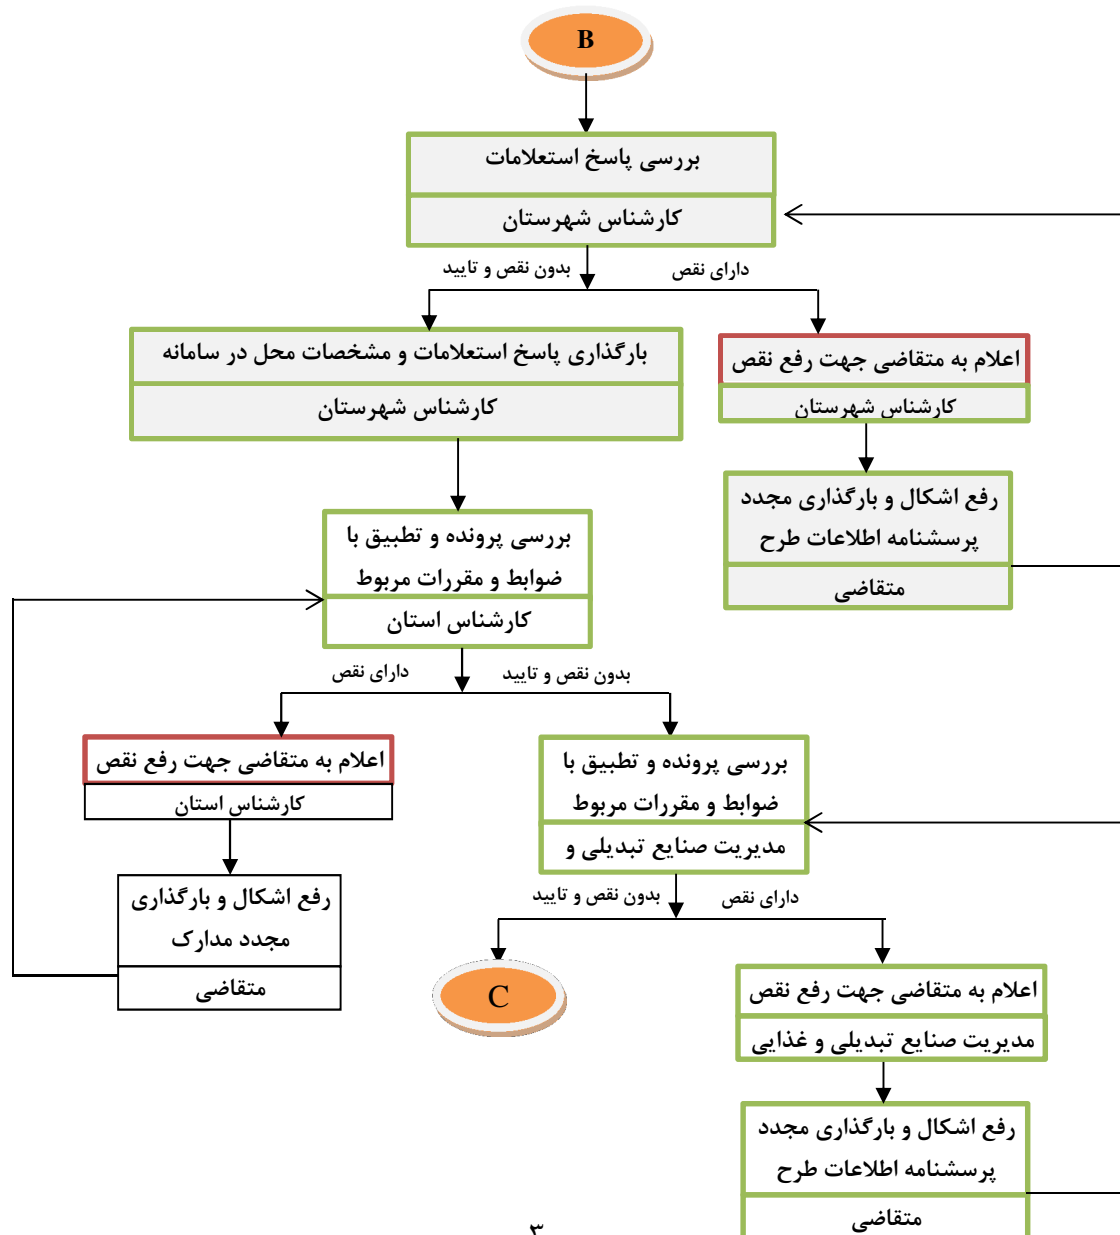 B
بررسی پاسخ استعلامات
کارشناس شهرستان
دارای نقص
بدون نقص و تایید
اعلام به متقاضی جهت رفع نقص
کارشناس شهرستان
بارگذاری پاسخ استعلامات و مشخصات محل در سامانه
کارشناس شهرستان
رفع اشکال و بارگذاری مجدد
پرسشنامه اطلاعات طرح
متقاضی
بررسی پرونده و تطبیق با
ضوابط و مقررات مربوط
کارشناس استان
بدون نقص و تایید
دارای نقص
بررسی پرونده و تطبیق با
ضوابط و مقررات مربوط
مدیریت صنایع تبدیلی و
اعلام به متقاضی جهت رفع نقص
کارشناس استان
رفع اشکال و بارگذاری
مجدد مدارک
متقاضی
دارای نقص
بدون نقص و تایید
C
اعلام به متقاضی جهت رفع نقص
مدیریت صنایع تبدیلی و غذایی
رفع اشکال و بارگذاری مجدد
پرسشنامه اطلاعات طرح
متقاضی
۳